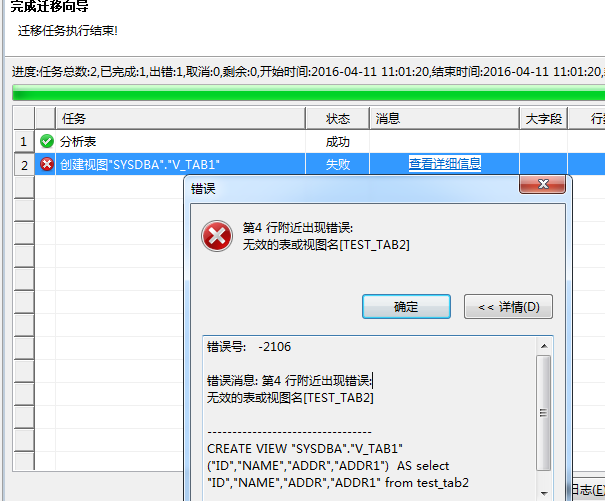 完成迁移向导
迁移任务执行结束!
进度:任务总数:2,已完成:1,出错:1,取消:0,剩余:0,开始时间:2016-04-11 11:01:20,结束时间:2016-04-11 11:01:20,
任务 状态 消息 大字段
1 分析表 成功
2 创建视图"SYSDBA"."V_TAB1" 失败 查看详细信息
错误
第4 行附近出现错误:
无效的表或视图名[TEST_TAB2]
确定 << 详情(D)
错误号: -2106
错误消息: 第4 行附近出现错误:
无效的表或视图名[TEST_TAB2]
--------------------------------
CREATE VIEW "SYSDBA"."V_TAB1"
("ID","NAME","ADDR","ADDR1") AS select
"ID","NAME","ADDR","ADDR1" from test_tab2
日志(E)